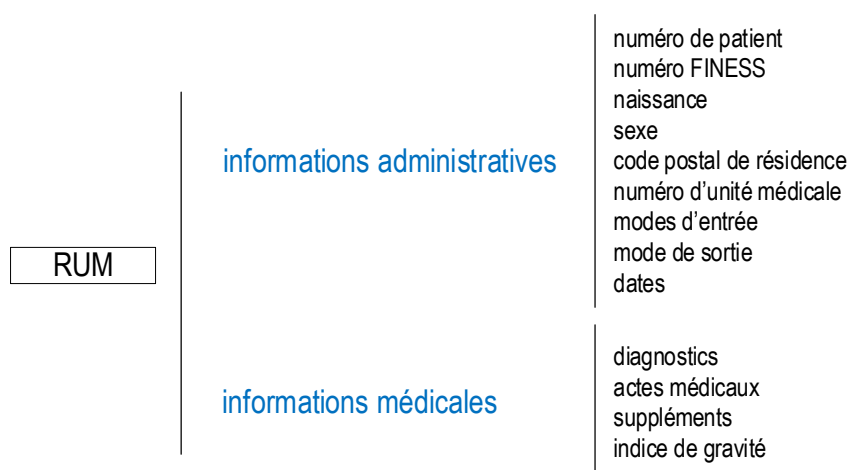 RUM
informations administratives
numéro de patient
numéro FINESS
naissance
sexe
code postal de résidence
numéro d'unité médicale
modes d'entrée
mode de sortie
dates
informations médicales
diagnostics
actes médicaux
suppléments
indice de gravité